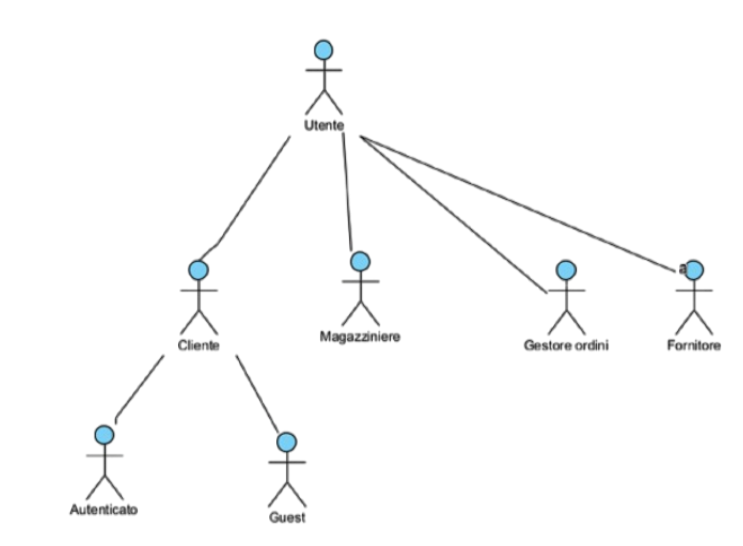 Utente
Cliente
Magazziniere
Gestore ordini
a
Fornitore
Autenticato
Guest